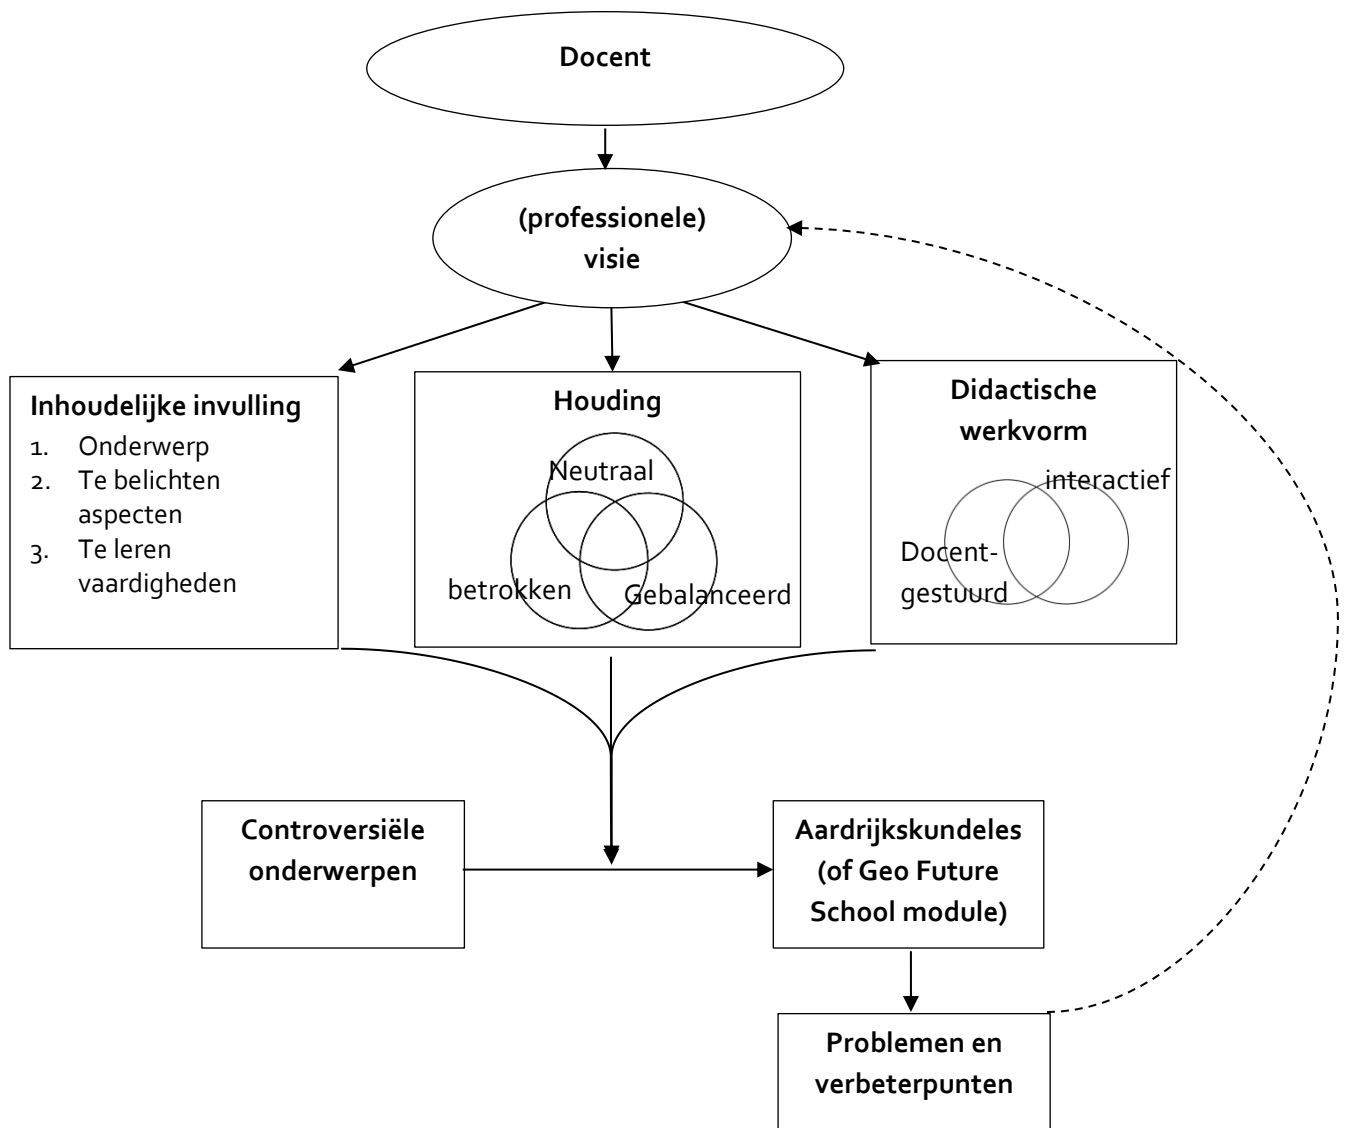 Docent
(professionele)
visie
Inhoudelijke invulling
1. Onderwerp
2. Te belichten
aspecten
3. Te leren
vaardigheden
Houding
Neutraal
betrokken
Gebalanceerd
Didactische
werkvorm
interactief
Docent-
gestuurd
Controversiële
onderwerpen
Aardrijkskundeles
(of Geo Future
School module)
Problemen en
verbeterpunten